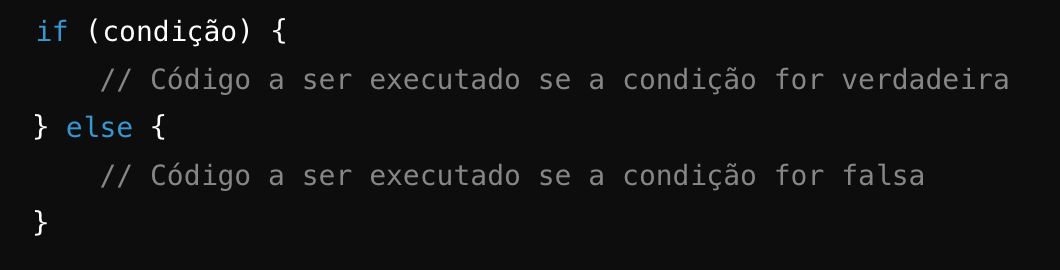 if (condição) {
// Código a ser executado se a condição for verdadeira
} else {
// Código a ser executado se a condição for falsa
}